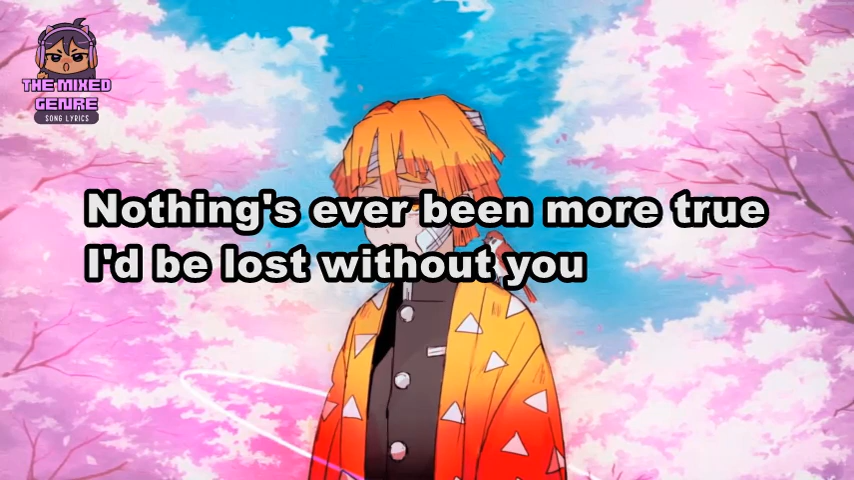 THE MIXED
GENRE
SONG LYRICS
Nothing's ever been more true
I'd be lost without you